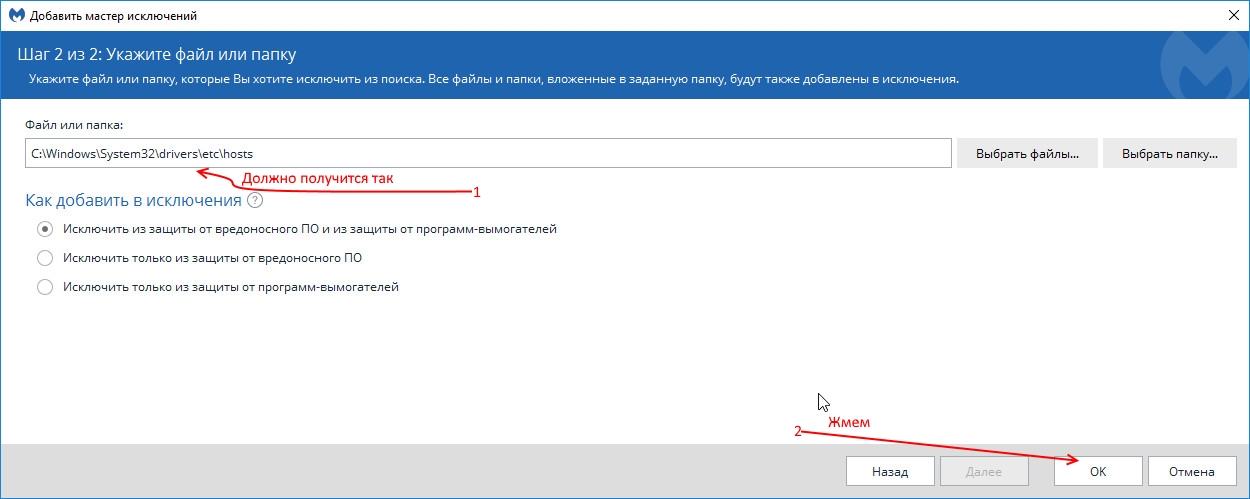 Добавить мастер исключений
Шаг 2 из 2: Укажите файл или папку
Укажите файл или папку, которые Вы хотите исключить из поиска. Все файлы и папки, вложенные в заданную папку, будут также добавлены в исключения.
Файл или папка:
C:\Windows\System32\drivers\etc\hosts
Выбрать файлы...
Выбрать папку...
Должно получится так
1
Как добавить в исключения ?
Исключить из защиты от вредоносного ПО и из защиты от программ-вымогателей
Исключить только из защиты от вредоносного ПО
Исключить только из защиты от программ-вымогателей
Жмем
2
Назад
Далее
OK
Отмена